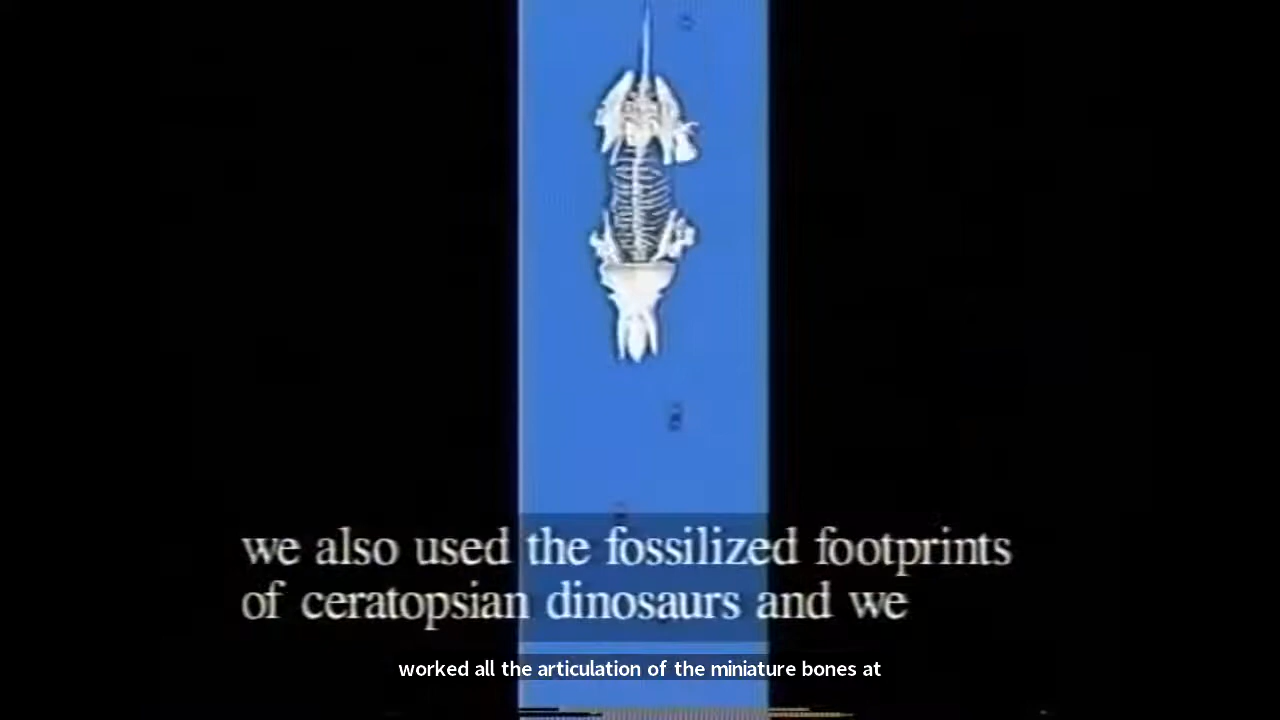 we also used the fossilized footprints
of ceratopsian dinosaurs and we
worked all the articulation of the miniature bones at